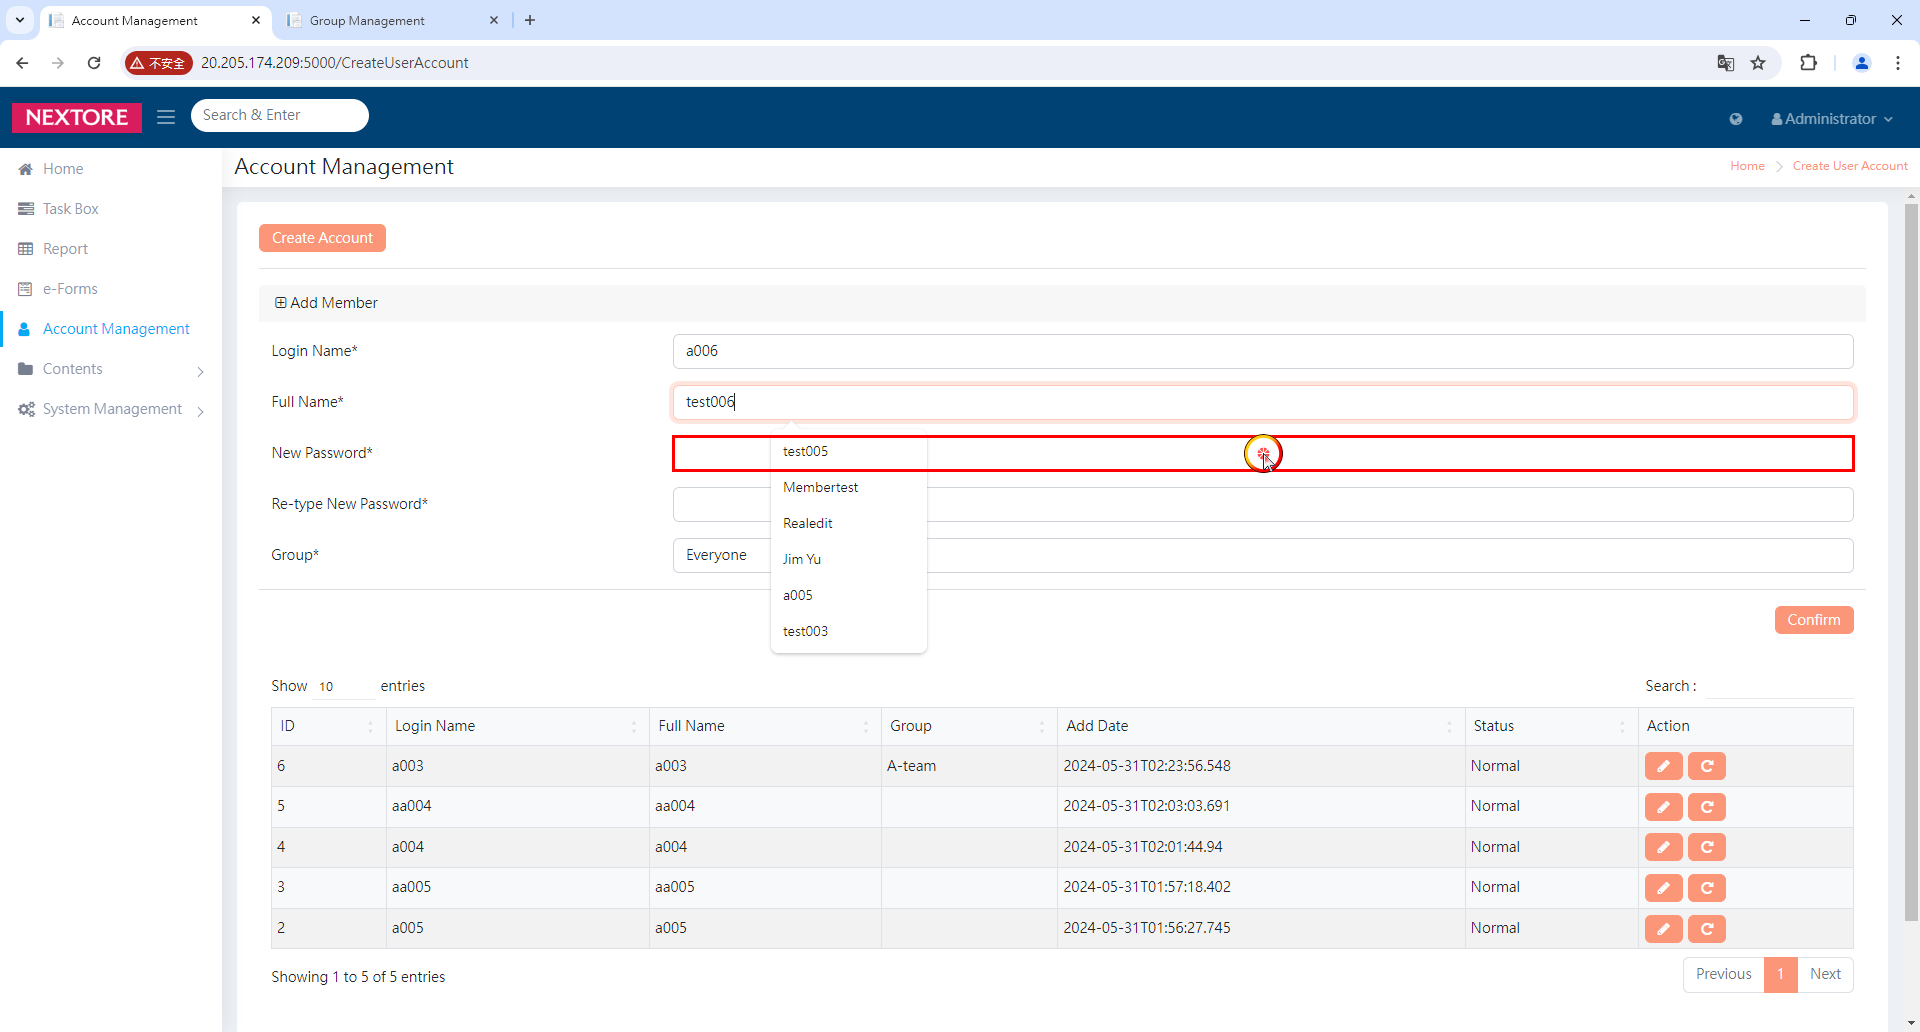 Account Management
Group Management
不安全
20.205.174.209:5000/CreateUserAccount
NEXTORE
Search & Enter
Administrator
Home
Task Box
Report
e-Forms
Account Management
Contents
System Management
Account Management
Home
Create User Account
Create Account
Add Member
Login Name*
a006
Full Name*
test006
New Password*
Re-type New Password*
Group*
Everyone
test005
Membertest
Realedit
Jim Yu
a005
test003
Confirm
Show 10 entries
Search :
ID Login Name Full Name Group Add Date Status Action
6 a003 a003 A-team 2024-05-31T02:23:56.548 Normal
5 aa004 aa004 2024-05-31T02:03:03.691 Normal
4 a004 a004 2024-05-31T02:01:44.94 Normal
3 aa005 aa005 2024-05-31T01:57:18.402 Normal
2 a005 a005 2024-05-31T01:56:27.745 Normal
Showing 1 to 5 of 5 entries
Previous 1 Next